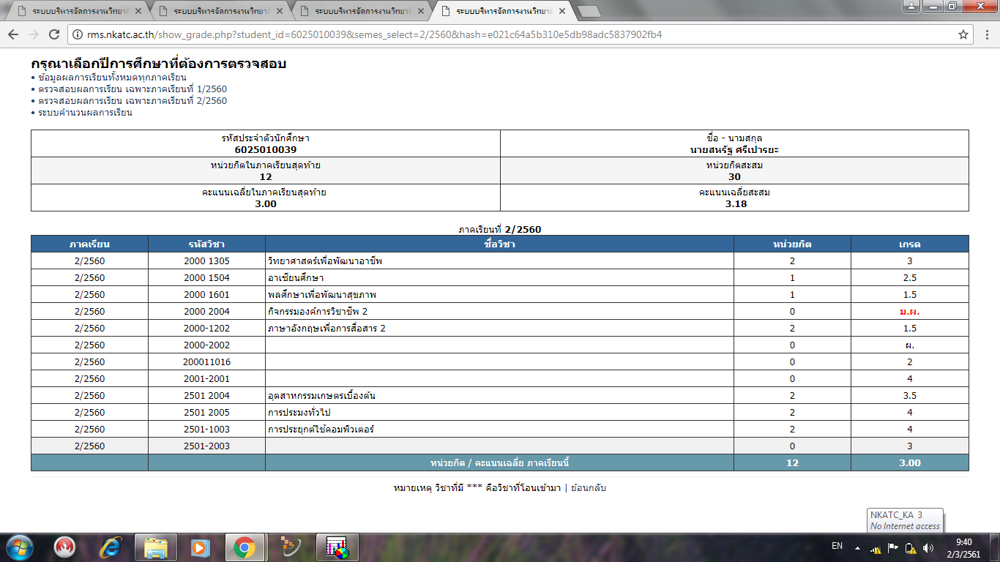 ระบบบริหารจัดการงานวิทยาลั ระบบบริหารจัดการงานวิทยาลั ระบบบริหารจัดการงานวิทยาลั ระบบบริหารจัดการงานวิทยาลั
rms.nkatc.ac.th/show_grade.php?student_id=6025010039&semes_select=2/2560&hash=e021c64a5b310e5db98adc5837902fb4
กรุณาเลือกปีการศึกษาที่ต้องการตรวจสอบ
• ข้อมูลผลการเรียนทั้งหมดทุกภาคเรียน
• ตรวจสอบผลการเรียน เฉพาะภาคเรียนที่ 1/2560
• ตรวจสอบผลการเรียน เฉพาะภาคเรียนที่ 2/2560
• ระบบคำนวนผลการเรียน
รหัสประจำตัวนักศึกษา ชื่อ - นามสกุล
6025010039 นายสหรัฐ ศรีเปารยะ
หน่วยกิตในภาคเรียนสุดท้าย หน่วยกิตสะสม
12 30
คะแนนเฉลี่ยในภาคเรียนสุดท้าย คะแนนเฉลี่ยสะสม
3.00 3.18
ภาคเรียนที่ 2/2560
ภาคเรียน รหัสวิชา ชื่อวิชา หน่วยกิต เกรด
2/2560 2000 1305 วิทยาศาสตร์เพื่อพัฒนาอาชีพ 2 3
2/2560 2000 1504 อาเซียนศึกษา 1 2.5
2/2560 2000 1601 พลศึกษาเพื่อพัฒนาสุขภาพ 1 1.5
2/2560 2000 2004 กิจกรรมองค์การวิชาชีพ 2 0 ม.ผ.
2/2560 2000-1202 ภาษาอังกฤษเพื่อการสื่อสาร 2 2 1.5
2/2560 2000-2002 0 ผ.
2/2560 200011016 0 2
2/2560 2001-2001 0 4
2/2560 2501 2004 อุตสาหกรรมเกษตรเบื้องต้น 2 3.5
2/2560 2501 2005 การประมงทั่วไป 2 4
2/2560 2501-1003 การประยุกต์ใช้คอมพิวเตอร์ 2 4
2/2560 2501-2003 0 3
หน่วยกิต / คะแนนเฉลี่ย ภาคเรียนนี้ 12 3.00
หมายเหตุ วิชาที่มี *** คือวิชาที่โอนเข้ามา | ย้อนกลับ
NKATC_KA 3
No Internet access
EN 9:40
2/3/2561